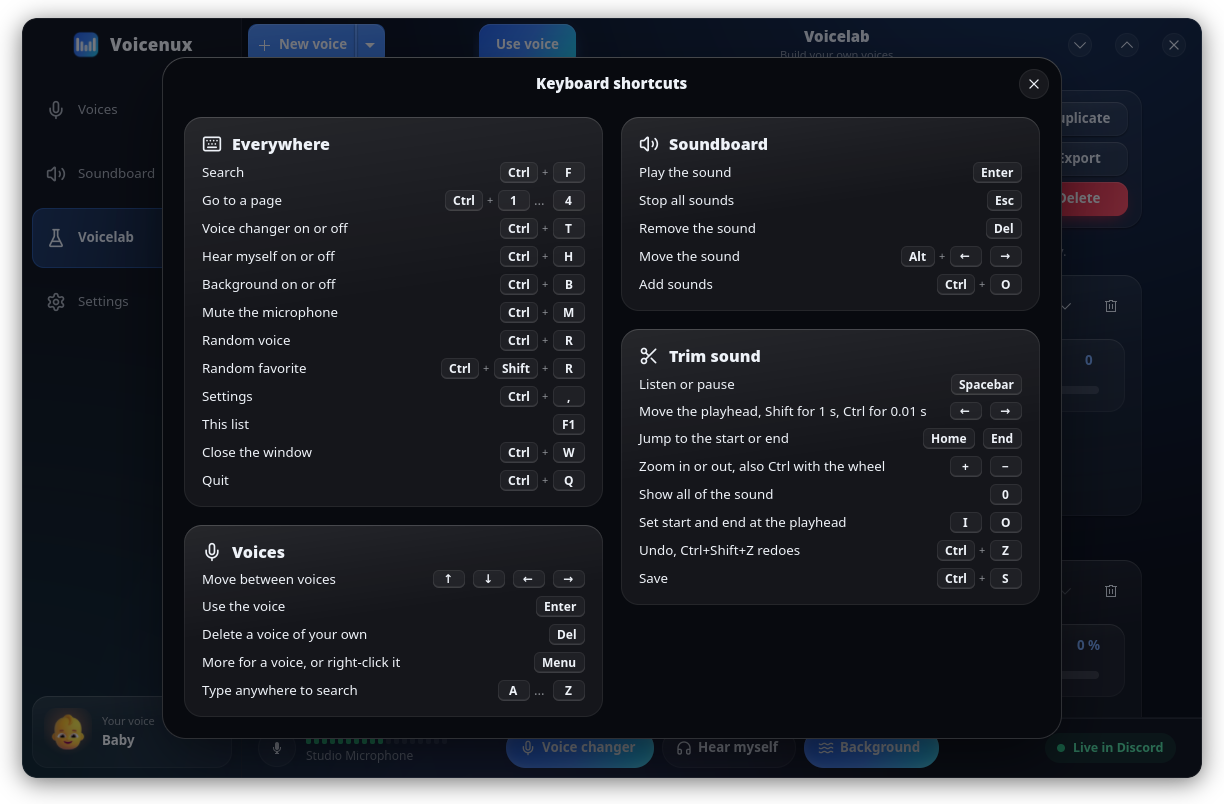 Voicenux
+ New voice
Use voice
Voicelab
Build your own voices
Keyboard shortcuts
Voices
Soundboard
Voicelab
Settings
Everywhere
Search Ctrl + F
Go to a page Ctrl + 1 ... 4
Voice changer on or off Ctrl + T
Hear myself on or off Ctrl + H
Background on or off Ctrl + B
Mute the microphone Ctrl + M
Random voice Ctrl + R
Random favorite Ctrl + Shift + R
Settings Ctrl + ,
This list F1
Close the window Ctrl + W
Quit Ctrl + Q
Voices
Move between voices ↑ ↓ ← →
Use the voice Enter
Delete a voice of your own Del
More for a voice, or right-click it Menu
Type anywhere to search A ... Z
Soundboard
Play the sound Enter
Stop all sounds Esc
Remove the sound Del
Move the sound Alt + ← →
Add sounds Ctrl + O
Trim sound
Listen or pause Spacebar
Move the playhead, Shift for 1 s, Ctrl for 0.01 s ← →
Jump to the start or end Home End
Zoom in or out, also Ctrl with the wheel + −
Show all of the sound 0
Set start and end at the playhead I O
Undo, Ctrl+Shift+Z redoes Ctrl + Z
Save Ctrl + S
uplicate
Export
Delete
0
0 %
Your voice
Baby
Studio Microphone
Voice changer
Hear myself
Background
Live in Discord